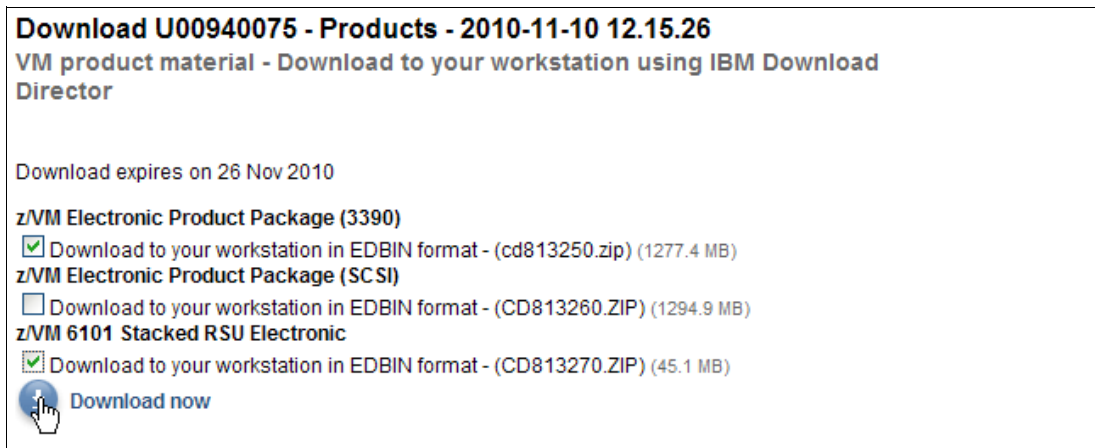 Download U00940075 - Products - 2010-11-10 12.15.26
VM product material - Download to your workstation using IBM Download
Director
Download expires on 26 Nov 2010
z/VM Electronic Product Package (3390)
Download to your workstation in EDBIN format - (cd813250.zip) (1277.4 MB)
z/VM Electronic Product Package (SCSI)
Download to your workstation in EDBIN format - (CD813260.ZIP) (1294.9 MB)
z/VM 6101 Stacked RSU Electronic
Download to your workstation in EDBIN format - (CD813270.ZIP) (45.1 MB)
Download now